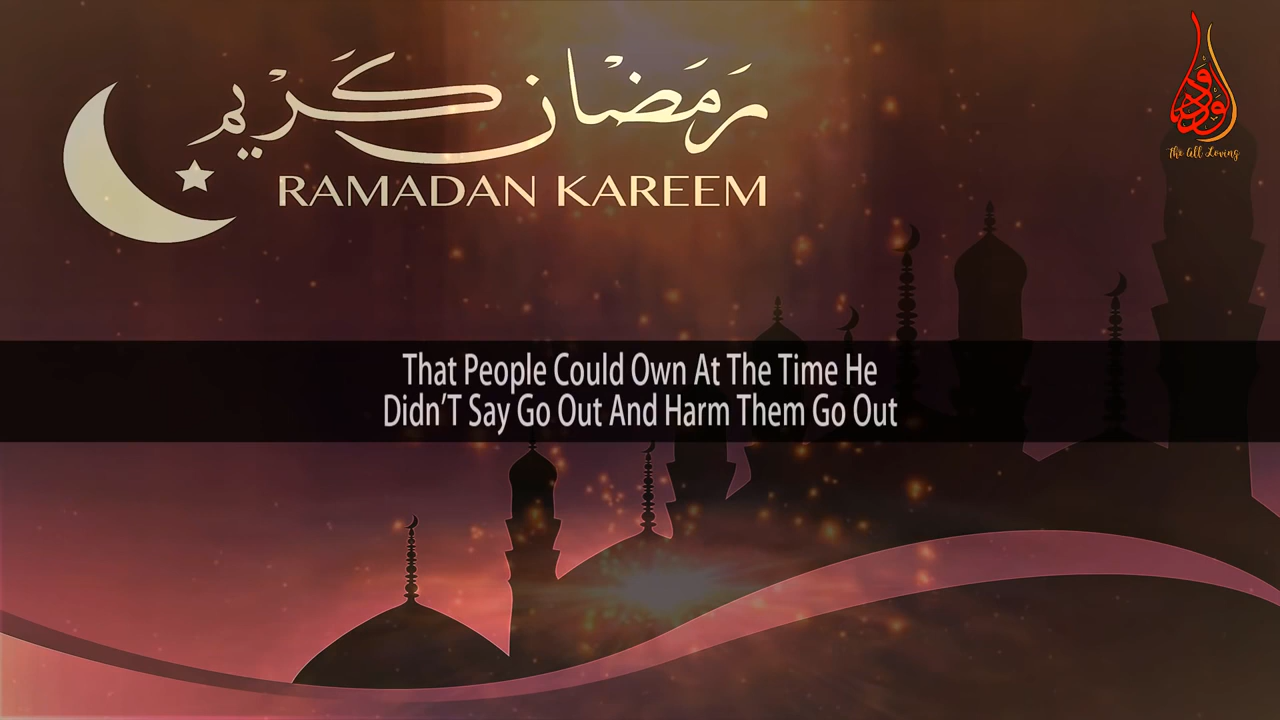 رَمَضَان كَرْيم
RAMADAN KAREEM
الودود
The All Loving
That People Could Own At The Time He
Didn’T Say Go Out And Harm Them Go Out